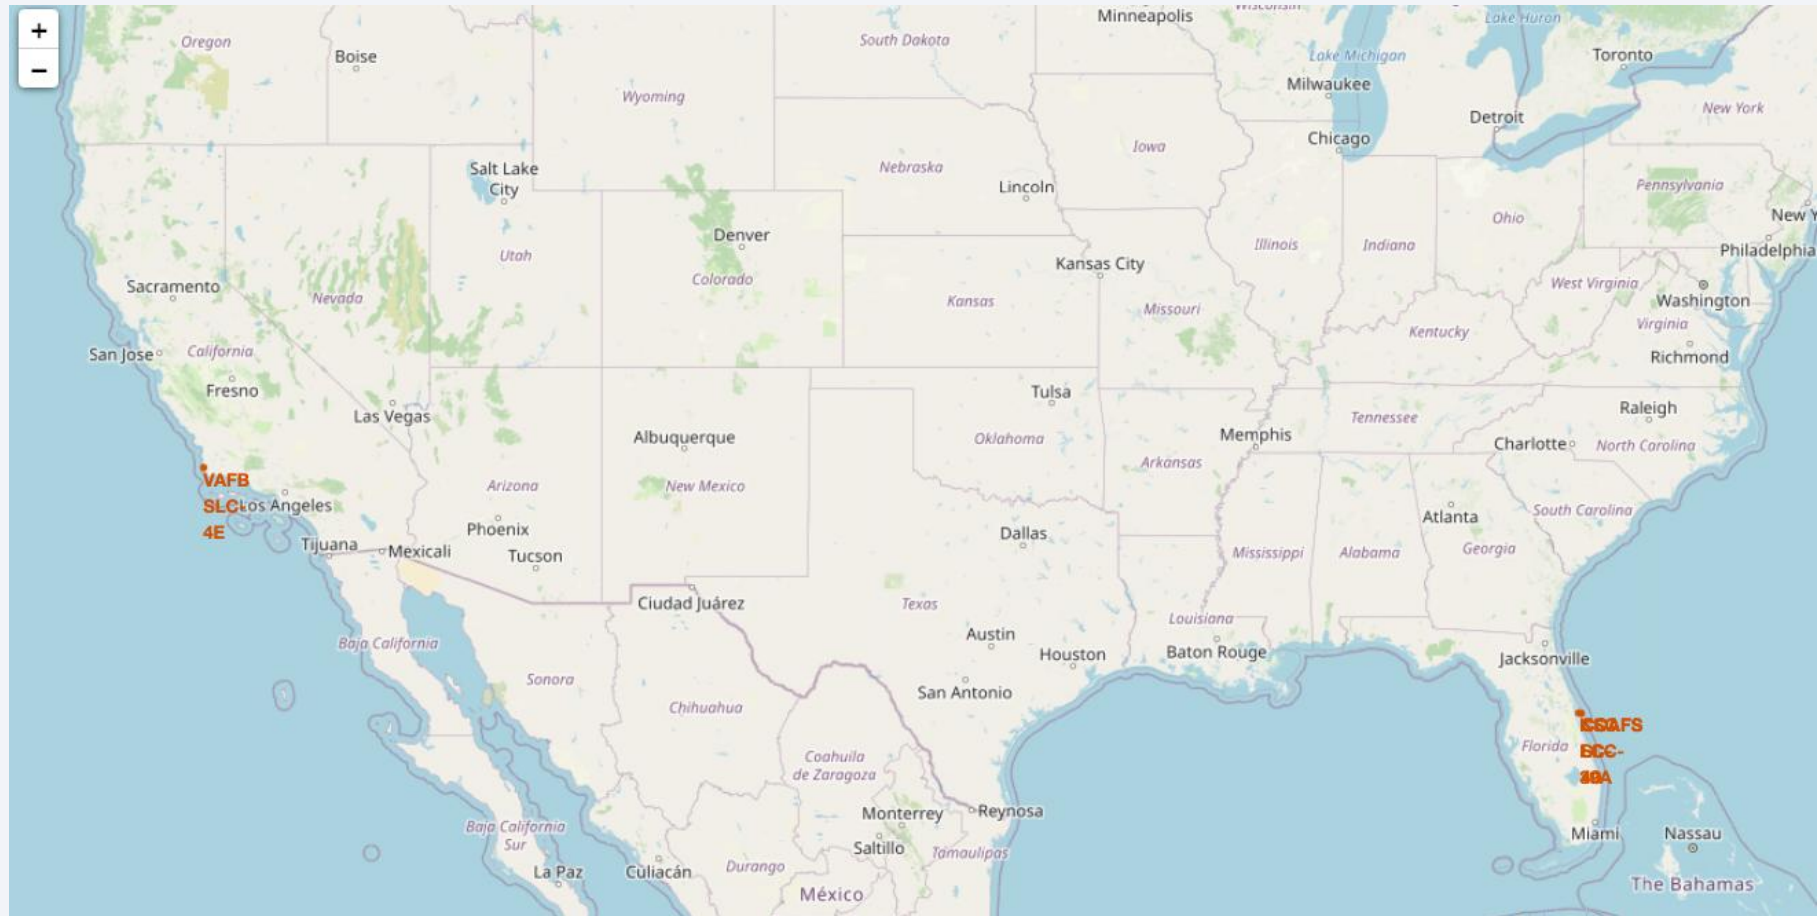 +
−
Minneapolis
Wisconsin
Lake Huron
Oregon
South Dakota
Boise
Lake Michigan
Toronto
Milwaukee
Wyoming
New York
Detroit
Chicago
Iowa
Salt Lake
City
Nebraska
Lincoln
Pennsylvania
New Y
Ohio
Denver
Illinois
Indiana
Philadelphia
Utah
Kansas City
Colorado
West Virginia
Sacramento
Nevada
Kansas
Missouri
Washington
Virginia
Kentucky
San Jose
California
Richmond
Fresno
Tulsa
Las Vegas
Raleigh
Tennessee
Albuquerque
Oklahoma
Memphis
Charlotte
North Carolina
Arkansas
VAFB
SLC-
4E
Los Angeles
Arizona
New Mexico
South Carolina
Atlanta
Phoenix
Dallas
Tijuana
Mexicali
Tucson
Mississippi
Alabama
Georgia
Ciudad Juárez
Texas
Louisiana
Baja California
Austin
Houston
Baton Rouge
Jacksonville
Sonora
San Antonio
Chihuahua
Florida
Coahuila
de Zaragoza
Monterrey
Reynosa
Baja California
Sur
Miami
Nassau
Saltillo
Tamaulipas
La Paz
Culiacán
Durango
México
The Bahamas